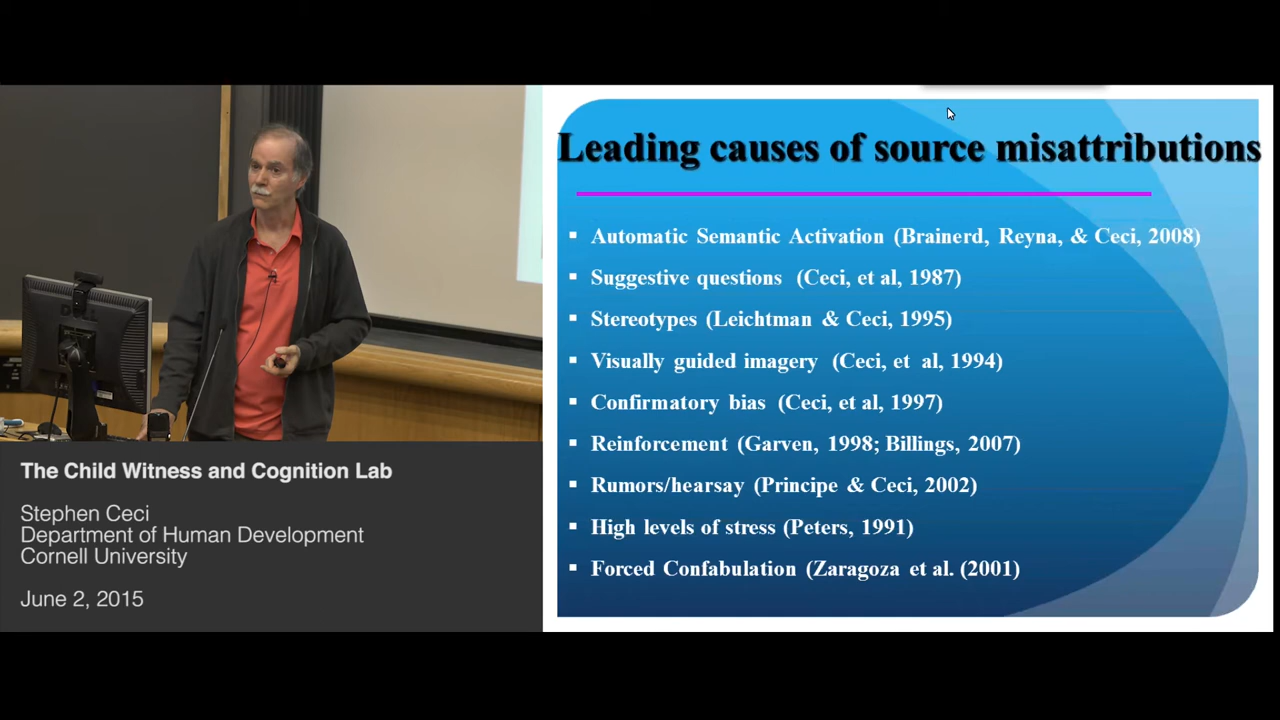 Leading causes of source misattributions
▪ Automatic Semantic Activation (Brainerd, Reyna, & Ceci, 2008)
▪ Suggestive questions (Ceci, et al, 1987)
▪ Stereotypes (Leichtman & Ceci, 1995)
▪ Visually guided imagery (Ceci, et al, 1994)
▪ Confirmatory bias (Ceci, et al, 1997)
▪ Reinforcement (Garven, 1998; Billings, 2007)
▪ Rumors/hearsay (Principe & Ceci, 2002)
▪ High levels of stress (Peters, 1991)
▪ Forced Confabulation (Zaragoza et al. (2001)
The Child Witness and Cognition Lab
Stephen Ceci
Department of Human Development
Cornell University
June 2, 2015